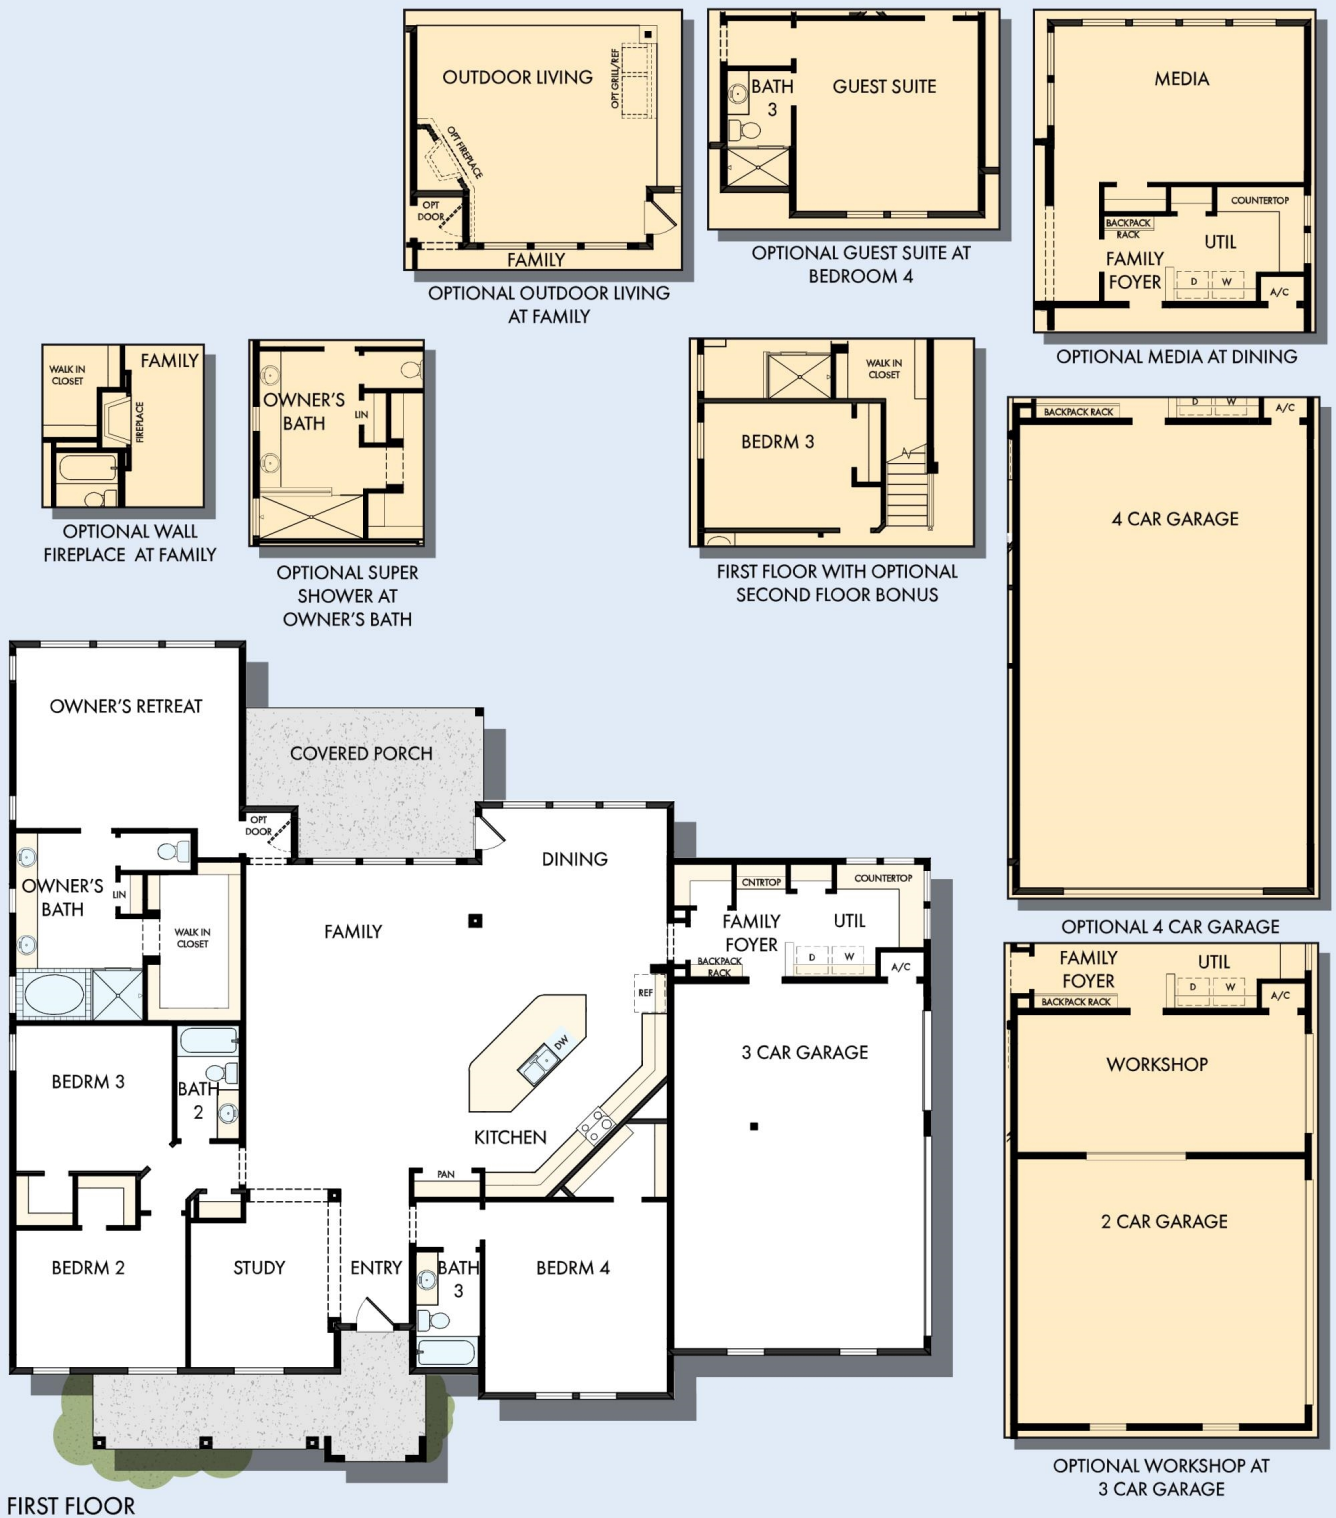 OUTDOOR LIVING
OPT GRILL/REF
OPT FIREPLACE
OPT
DOOR
FAMILY
OPTIONAL OUTDOOR LIVING
AT FAMILY
BATH
3
GUEST SUITE
OPTIONAL GUEST SUITE AT
BEDROOM 4
MEDIA
COUNTERTOP
BACKPACK
RACK
UTIL
FAMILY
FOYER
D
W
A/C
OPTIONAL MEDIA AT DINING
WALK IN
CLOSET
FAMILY
FIREPLACE
OPTIONAL WALL
FIREPLACE AT FAMILY
OWNER'S
BATH
LIN
OPTIONAL SUPER
SHOWER AT
OWNER'S BATH
WALK IN
CLOSET
BEDRM 3
FIRST FLOOR WITH OPTIONAL
SECOND FLOOR BONUS
BACKPACK RACK
D
W
A/C
4 CAR GARAGE
OPTIONAL 4 CAR GARAGE
OWNER'S RETREAT
COVERED PORCH
OPT
DOOR
DINING
OWNER'S
BATH
LIN
WALK IN
CLOSET
FAMILY
CNTRTOP
COUNTERTOP
FAMILY
FOYER
UTIL
BACKPACK
RACK
D
W
A/C
REF
DW
3 CAR GARAGE
BEDRM 3
BATH
2
KITCHEN
PAN
BEDRM 2
STUDY
ENTRY
BATH
3
BEDRM 4
FAMILY
FOYER
UTIL
D
W
A/C
BACKPACK RACK
WORKSHOP
2 CAR GARAGE
OPTIONAL WORKSHOP AT
3 CAR GARAGE
FIRST FLOOR